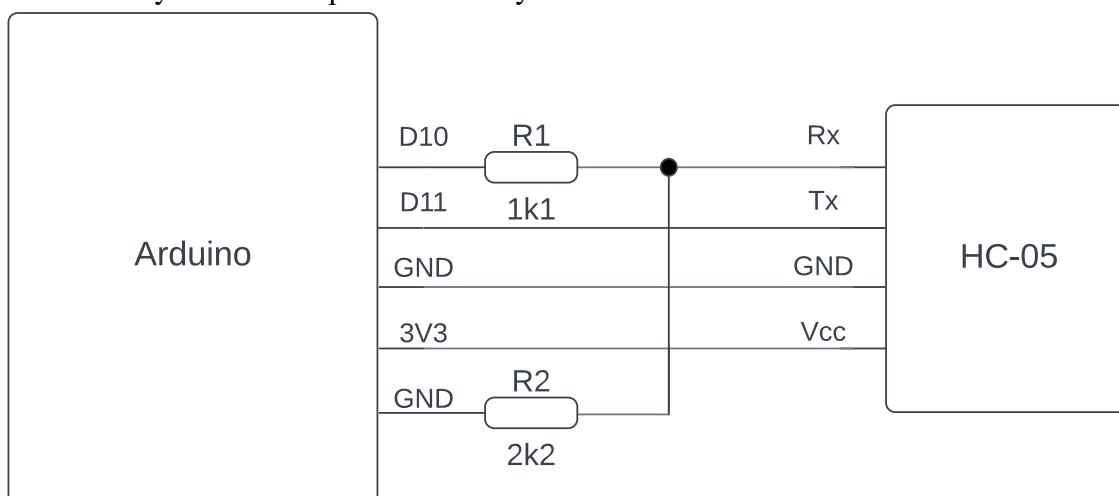 D10 R1 Rx
D11 1k1 Tx
Arduino
GND GND HC-05
3V3 Vcc
R2
GND
2k2